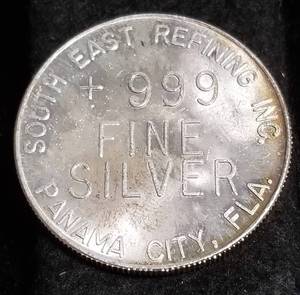 SOUTH EAST REFINING INC.
+ 999
FINE
SILVER
PANAMA CITY, FLA.